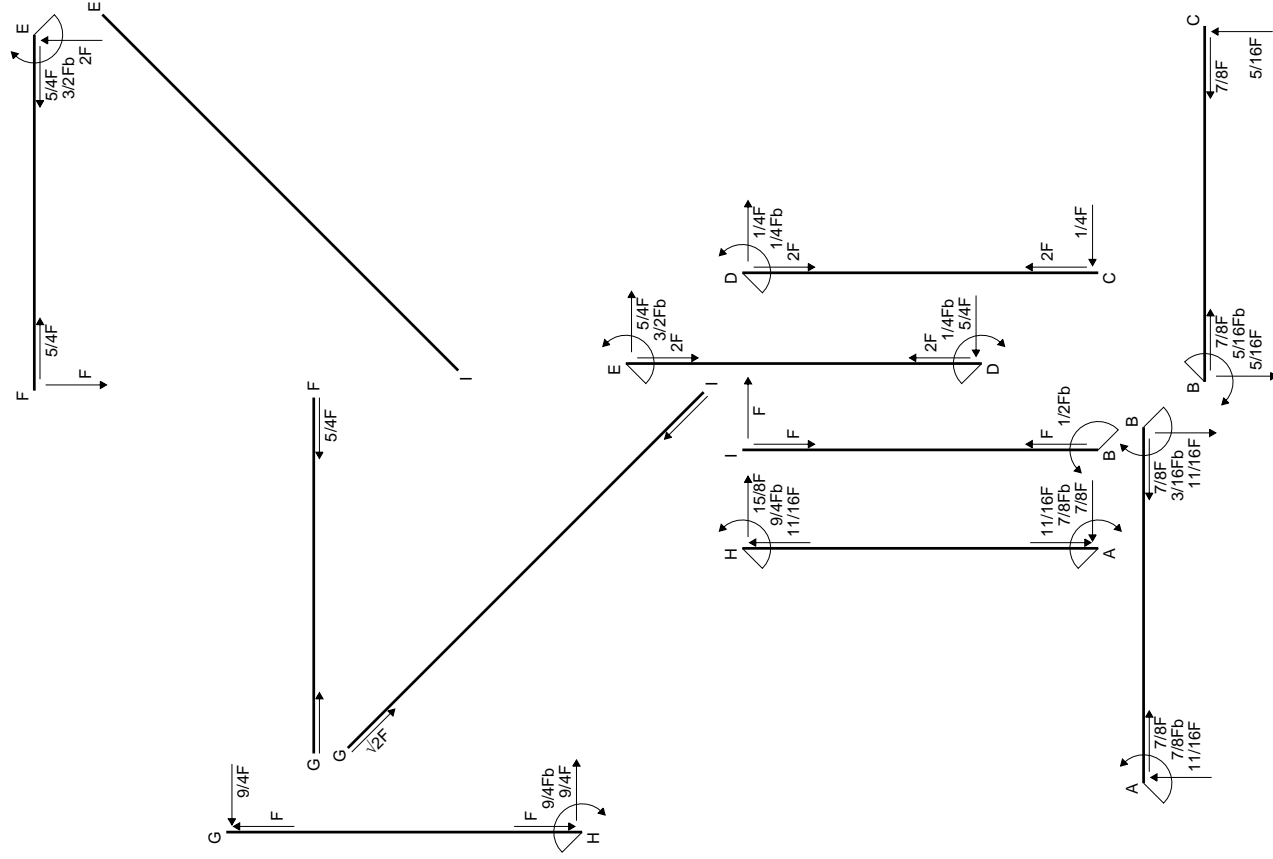 F
5/4F
F
E
5/4F
3/2Fb
2F
E
I
G
F
5/4F
G
√2F
I
G
9/4F
F
H
9/4Fb
9/4F
F
D
1/4F
1/4Fb
2F
C
1/4F
2F
E
5/4F
3/2Fb
2F
D
5/4F
1/4Fb
2F
I
F
F
B
1/2Fb
F
H
15/8F
9/4Fb
11/16F
A
7/8F
7/8Fb
11/16F
A
7/8F
7/8Fb
11/16F
B
7/8F
3/16Fb
11/16F
B
7/8F
5/16Fb
5/16F
C
7/8F
5/16F